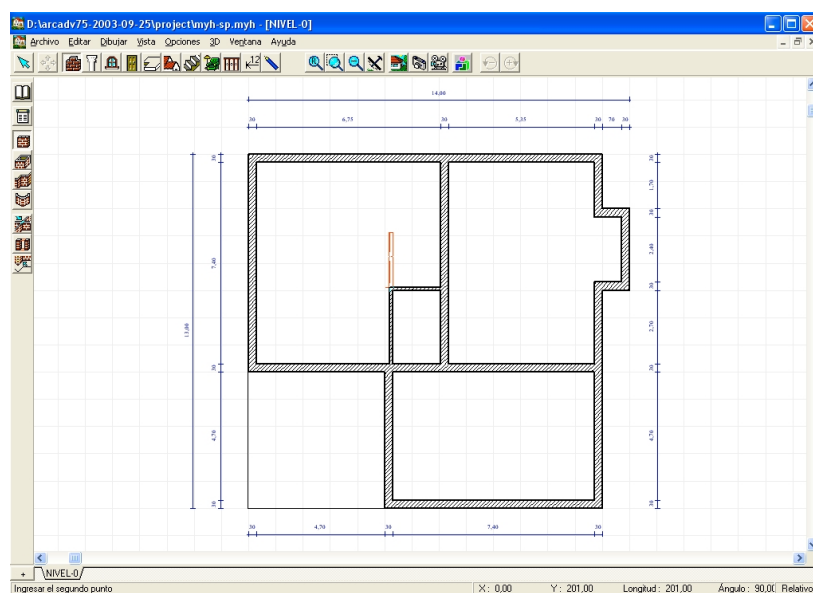 D:\arcadv75-2003-09-25\project\myh-sp.myh - [NIVEL-0]
Archivo Editar Dibujar Vista Opciones 3D Ventana Ayuda
12
14,00
30 6,75 30 5,35 30 70 30
30
7,40
13,00
30
4,70
30
30
1,70
30
2,40
30
2,70
30
4,70
30
30 4,70 30 7,40 30
+ NIVEL-0
Ingresar el segundo punto X: 0,00 Y: 201,00 Longitud: 201,00 Ángulo: 90,0( Relativo